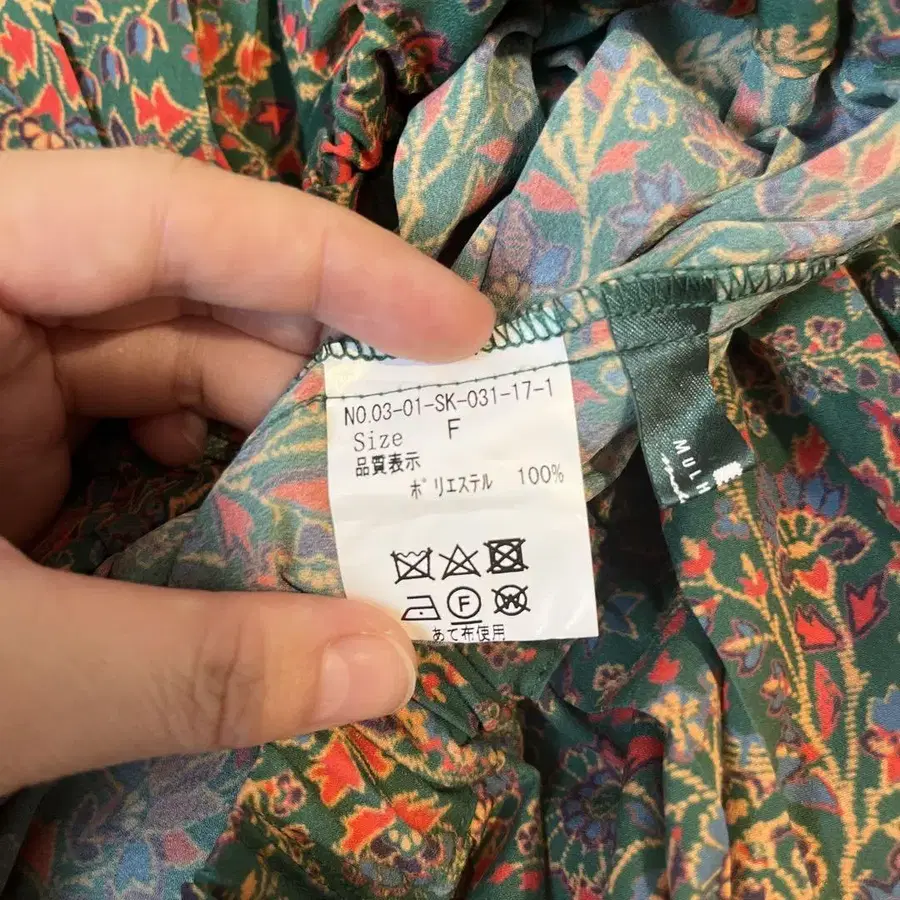 NO.03-01-SK-031-17-1
Size F
品質表示
ポリエステル 100%
F W
あて布使用
MULH